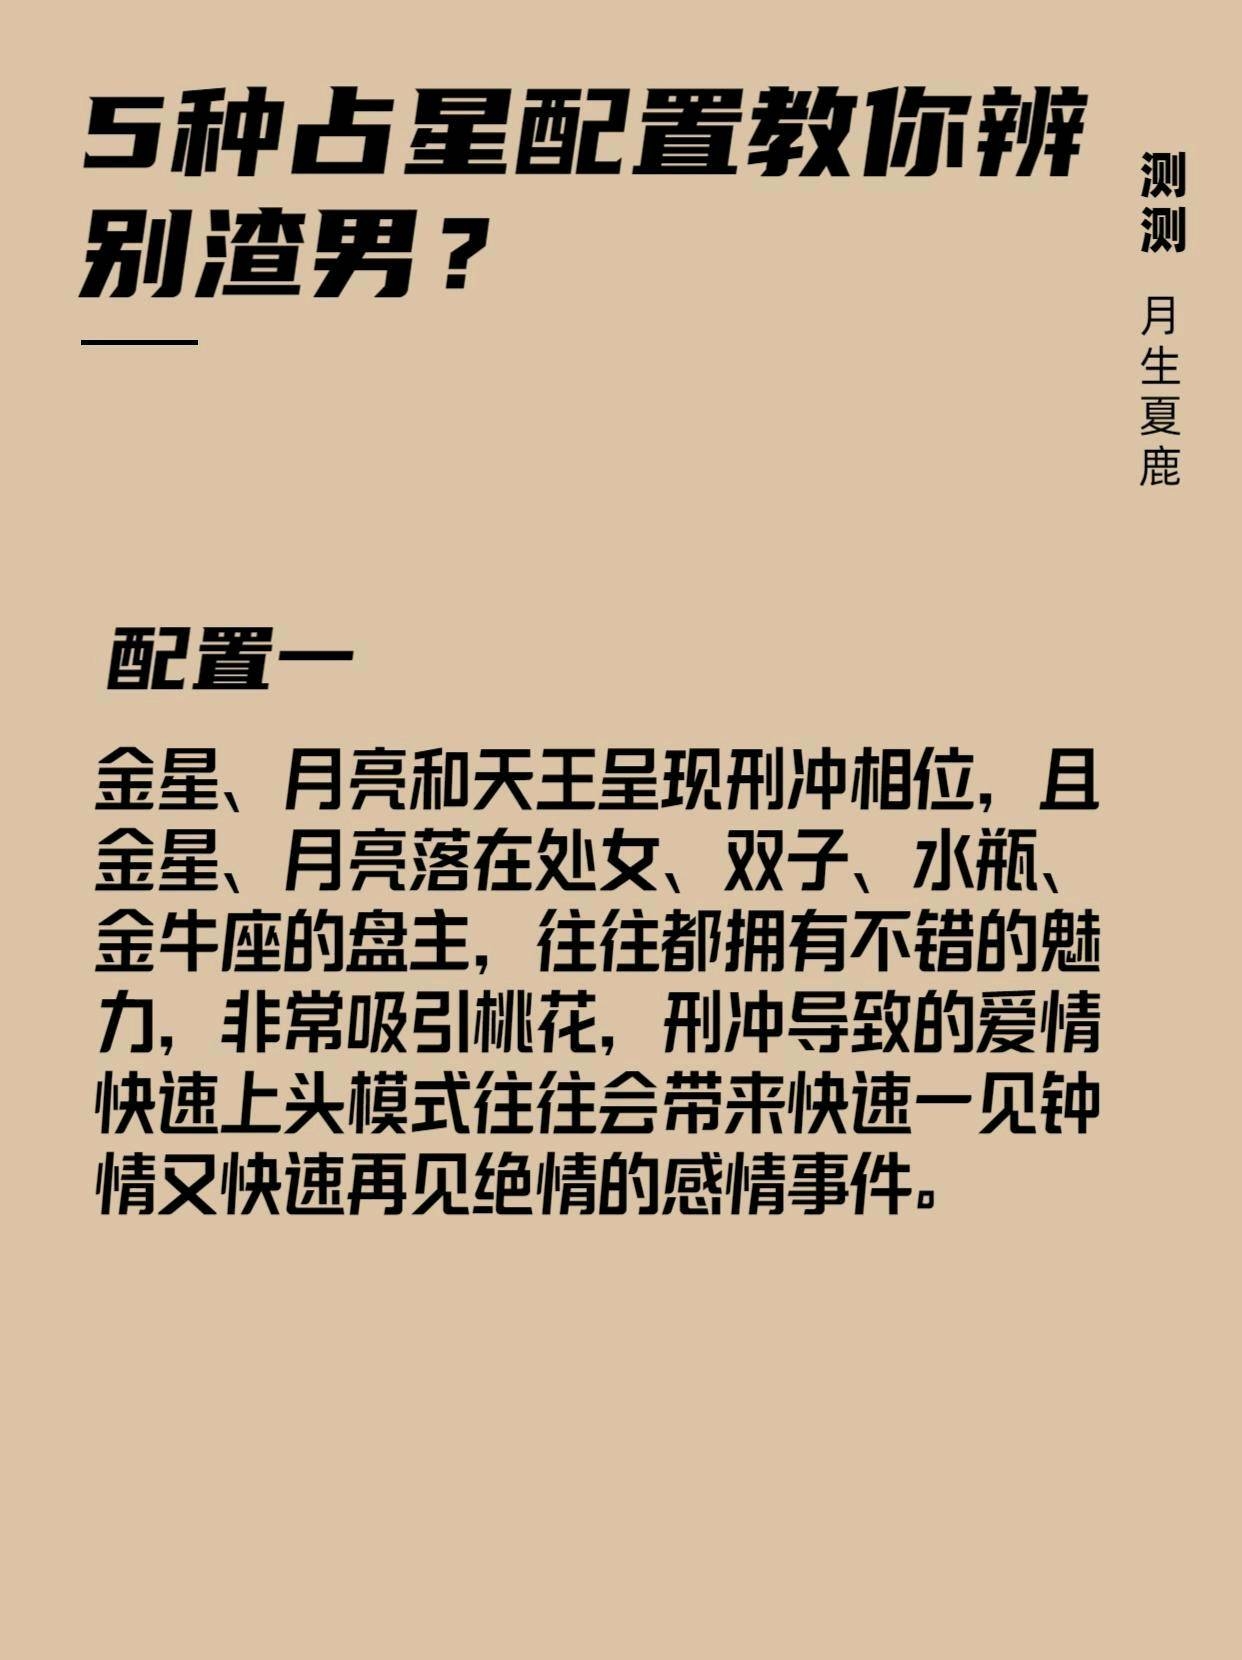 5种占星配置教你辨
别渣男？
测测
月生夏鹿
配置一
金星、月亮和天王呈现刑冲相位，且
金星、月亮落在处女、双子、水瓶、
金牛座的盘主，往往都拥有不错的魅
力，非常吸引桃花，刑冲导致的爱情
快速上头模式往往会带来快速一见钟
情又快速再见绝情的感情事件。